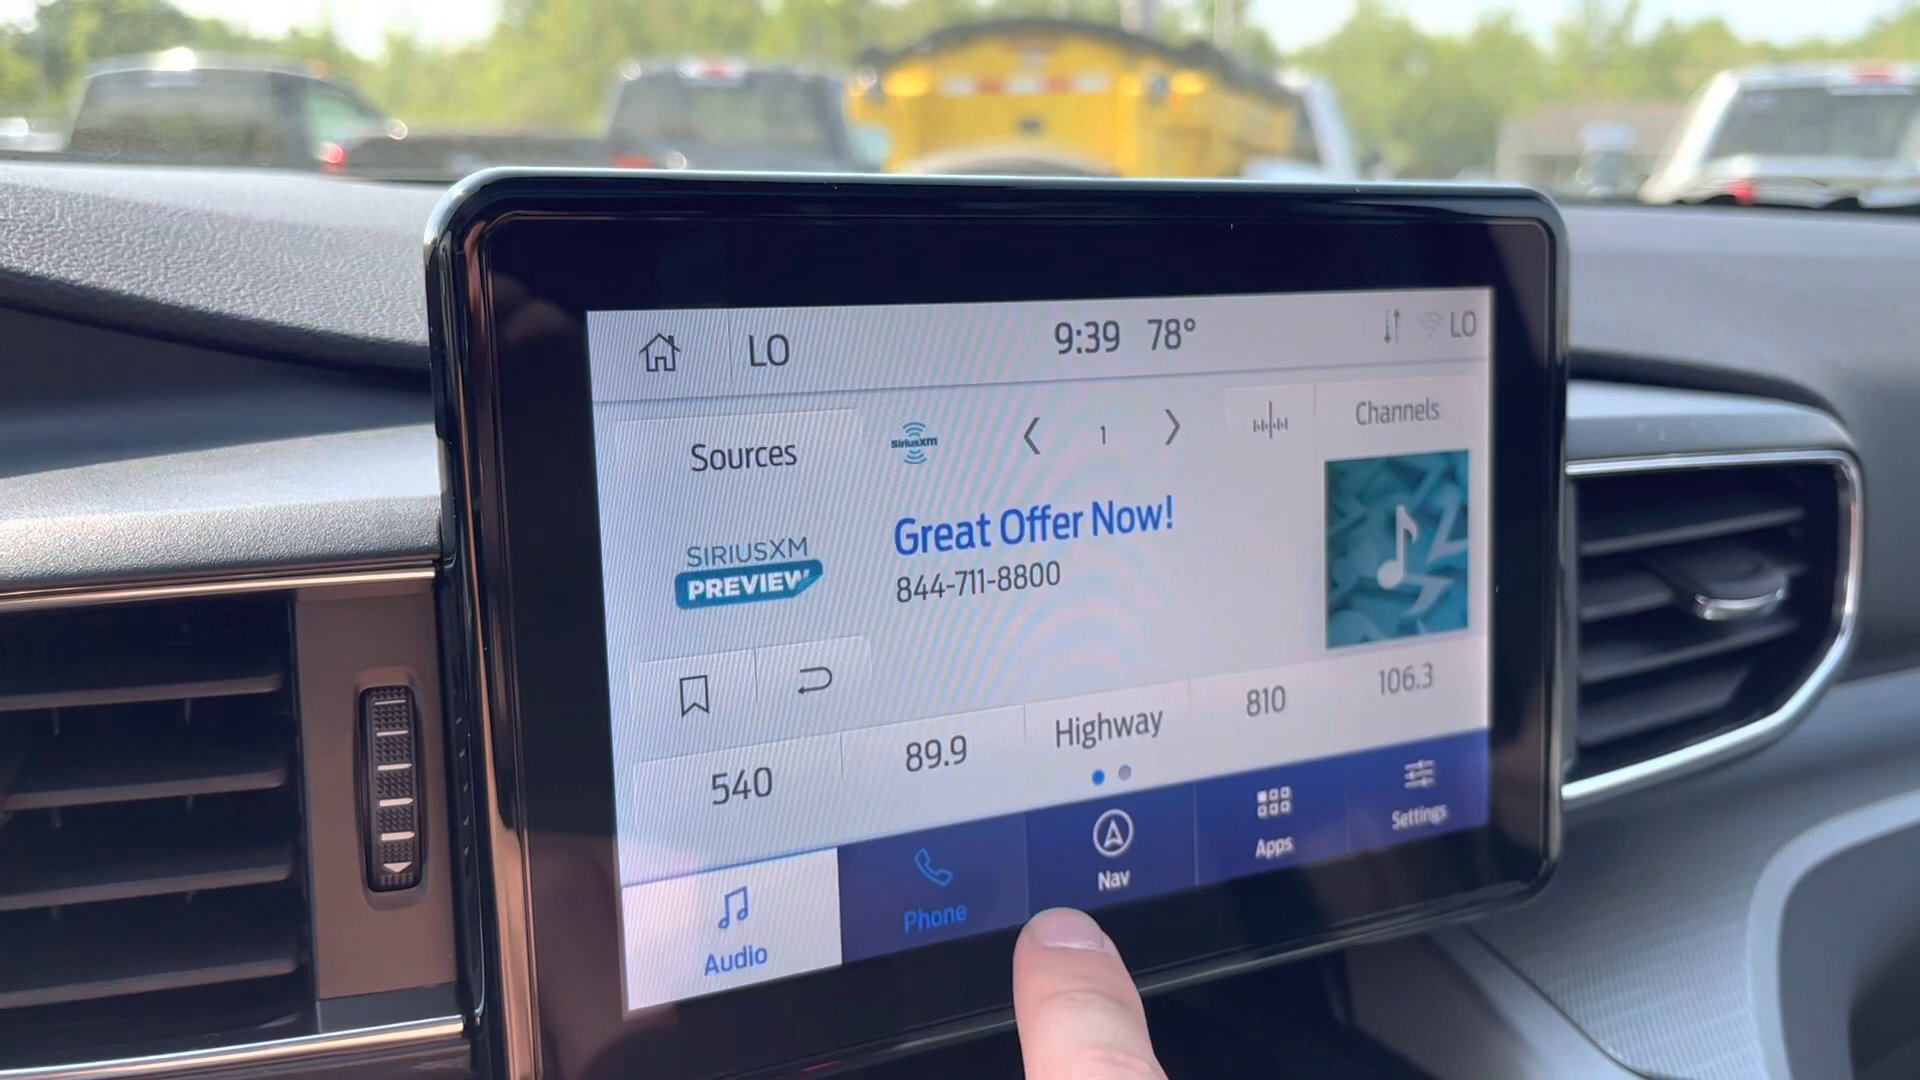 LO
9:39 78°
LO
Sources
SiriusXM
1
Channels
SIRIUSXM
PREVIEW
Great Offer Now!
844-711-8800
540
89.9
Highway
810
106.3
Audio
Phone
Nav
Apps
Settings